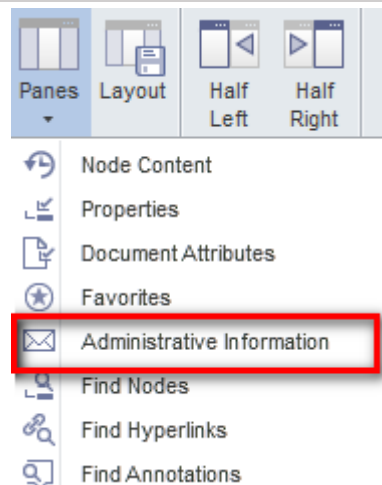 Panes Layout Half Half
Left Right
Node Content
Properties
Document Attributes
Favorites
Administrative Information
Find Nodes
Find Hyperlinks
Find Annotations